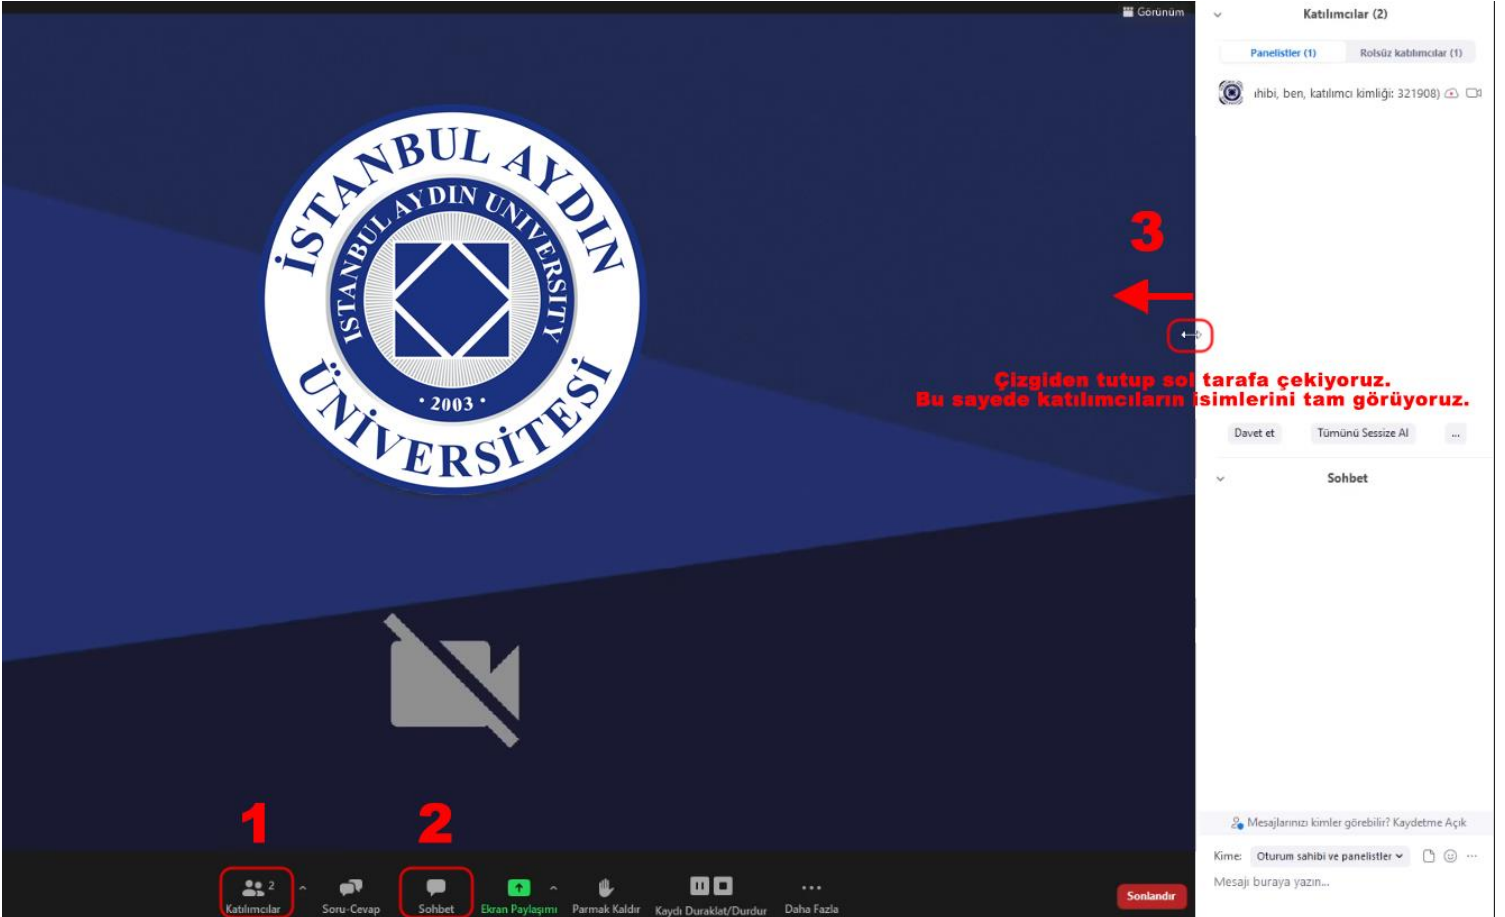 Görünüm
Katılımcılar (2)
Panelistler (1)
Rolsüz katılımcılar (1)
ıhibi, ben, katılımcı kimliği: 321908)
İSTANBUL AYDIN
ÜNİVERSİTESİ
ISTANBUL AYDIN UNIVERSITY
• 2003 •
3
Çizgiden tutup sol tarafa çekiyoruz.
Bu sayede katılımcıların isimlerini tam görüyoruz.
Davet et
Tümünü Sessize Al
...
Sohbet
1
2
Mesajlarınızı kimler görebilir? Kaydetme Açık
Kime: Oturum sahibi ve panelistler
Mesajı buraya yazın...
2
Katılımcılar
Soru-Cevap
Sohbet
Ekran Paylaşımı
Parmak Kaldır
Kaydı Duraklat/Durdur
Daha Fazla
Sonlandır